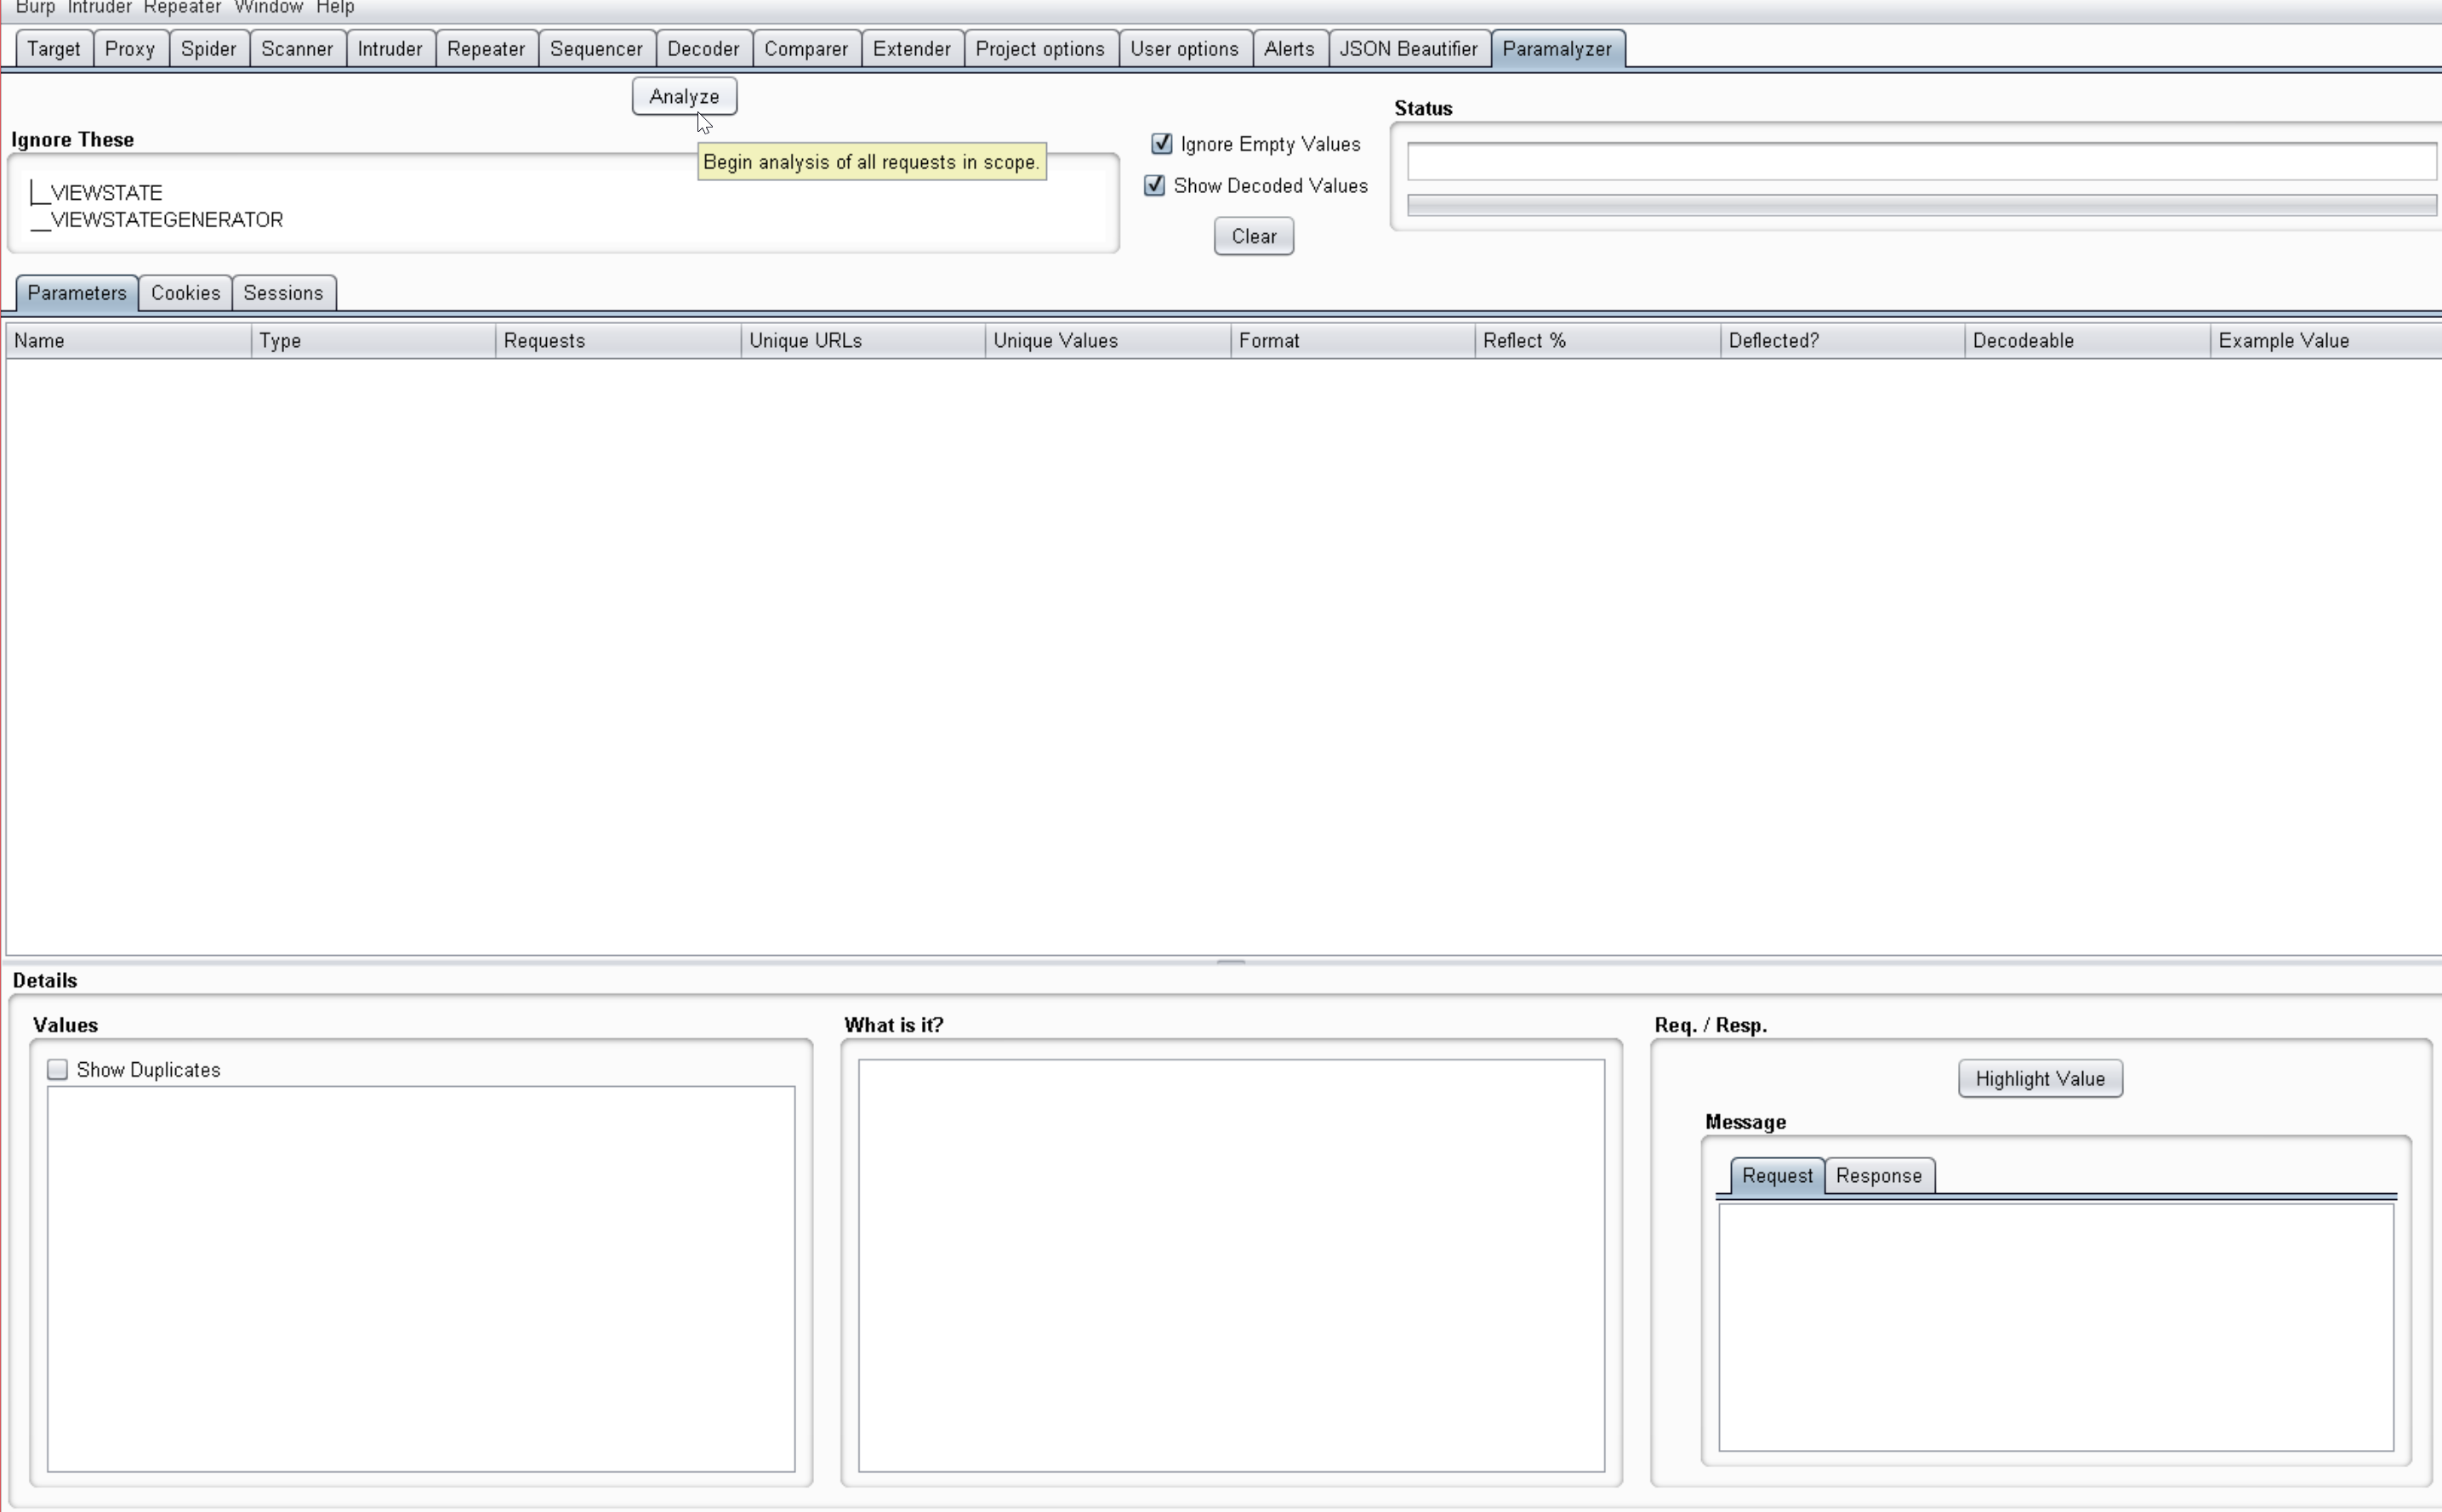 Burp Intruder Repeater Window Help
Target Proxy Spider Scanner Intruder Repeater Sequencer Decoder Comparer Extender Project options User options Alerts JSON Beautifier Paramalyzer
Analyze
Begin analysis of all requests in scope.
Ignore These
__VIEWSTATE
__VIEWSTATEGENERATOR
Ignore Empty Values
Show Decoded Values
Clear
Status
Parameters Cookies Sessions
Name Type Requests Unique URLs Unique Values Format Reflect % Deflected? Decodeable Example Value
Details
Values
Show Duplicates
What is it?
Req. / Resp.
Highlight Value
Message
Request Response